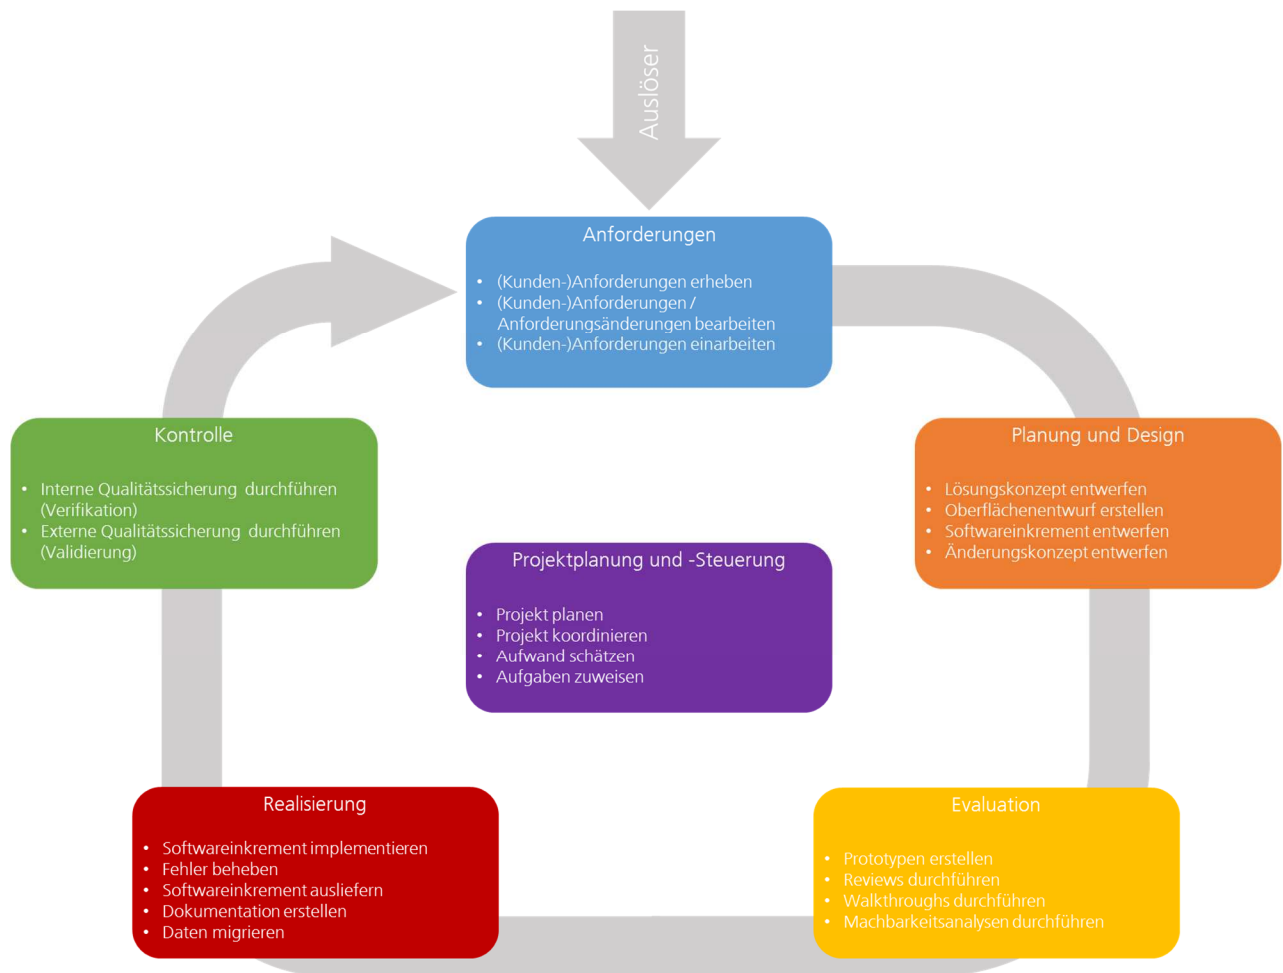 Auslöser
Anforderungen
• (Kunden-)Anforderungen erheben
• (Kunden-)Anforderungen /
Anforderungsänderungen bearbeiten
• (Kunden-)Anforderungen einarbeiten
Kontrolle
• Interne Qualitätssicherung durchführen
(Verifikation)
• Externe Qualitätssicherung durchführen
(Validierung)
Planung und Design
• Lösungskonzept entwerfen
• Oberflächenentwurf erstellen
• Softwareinkrement entwerfen
• Änderungskonzept entwerfen
Projektplanung und -Steuerung
• Projekt planen
• Projekt koordinieren
• Aufwand schätzen
• Aufgaben zuweisen
Realisierung
• Softwareinkrement implementieren
• Fehler beheben
• Softwareinkrement ausliefern
• Dokumentation erstellen
• Daten migrieren
Evaluation
• Prototypen erstellen
• Reviews durchführen
• Walkthroughs durchführen
• Machbarkeitsanalysen durchführen